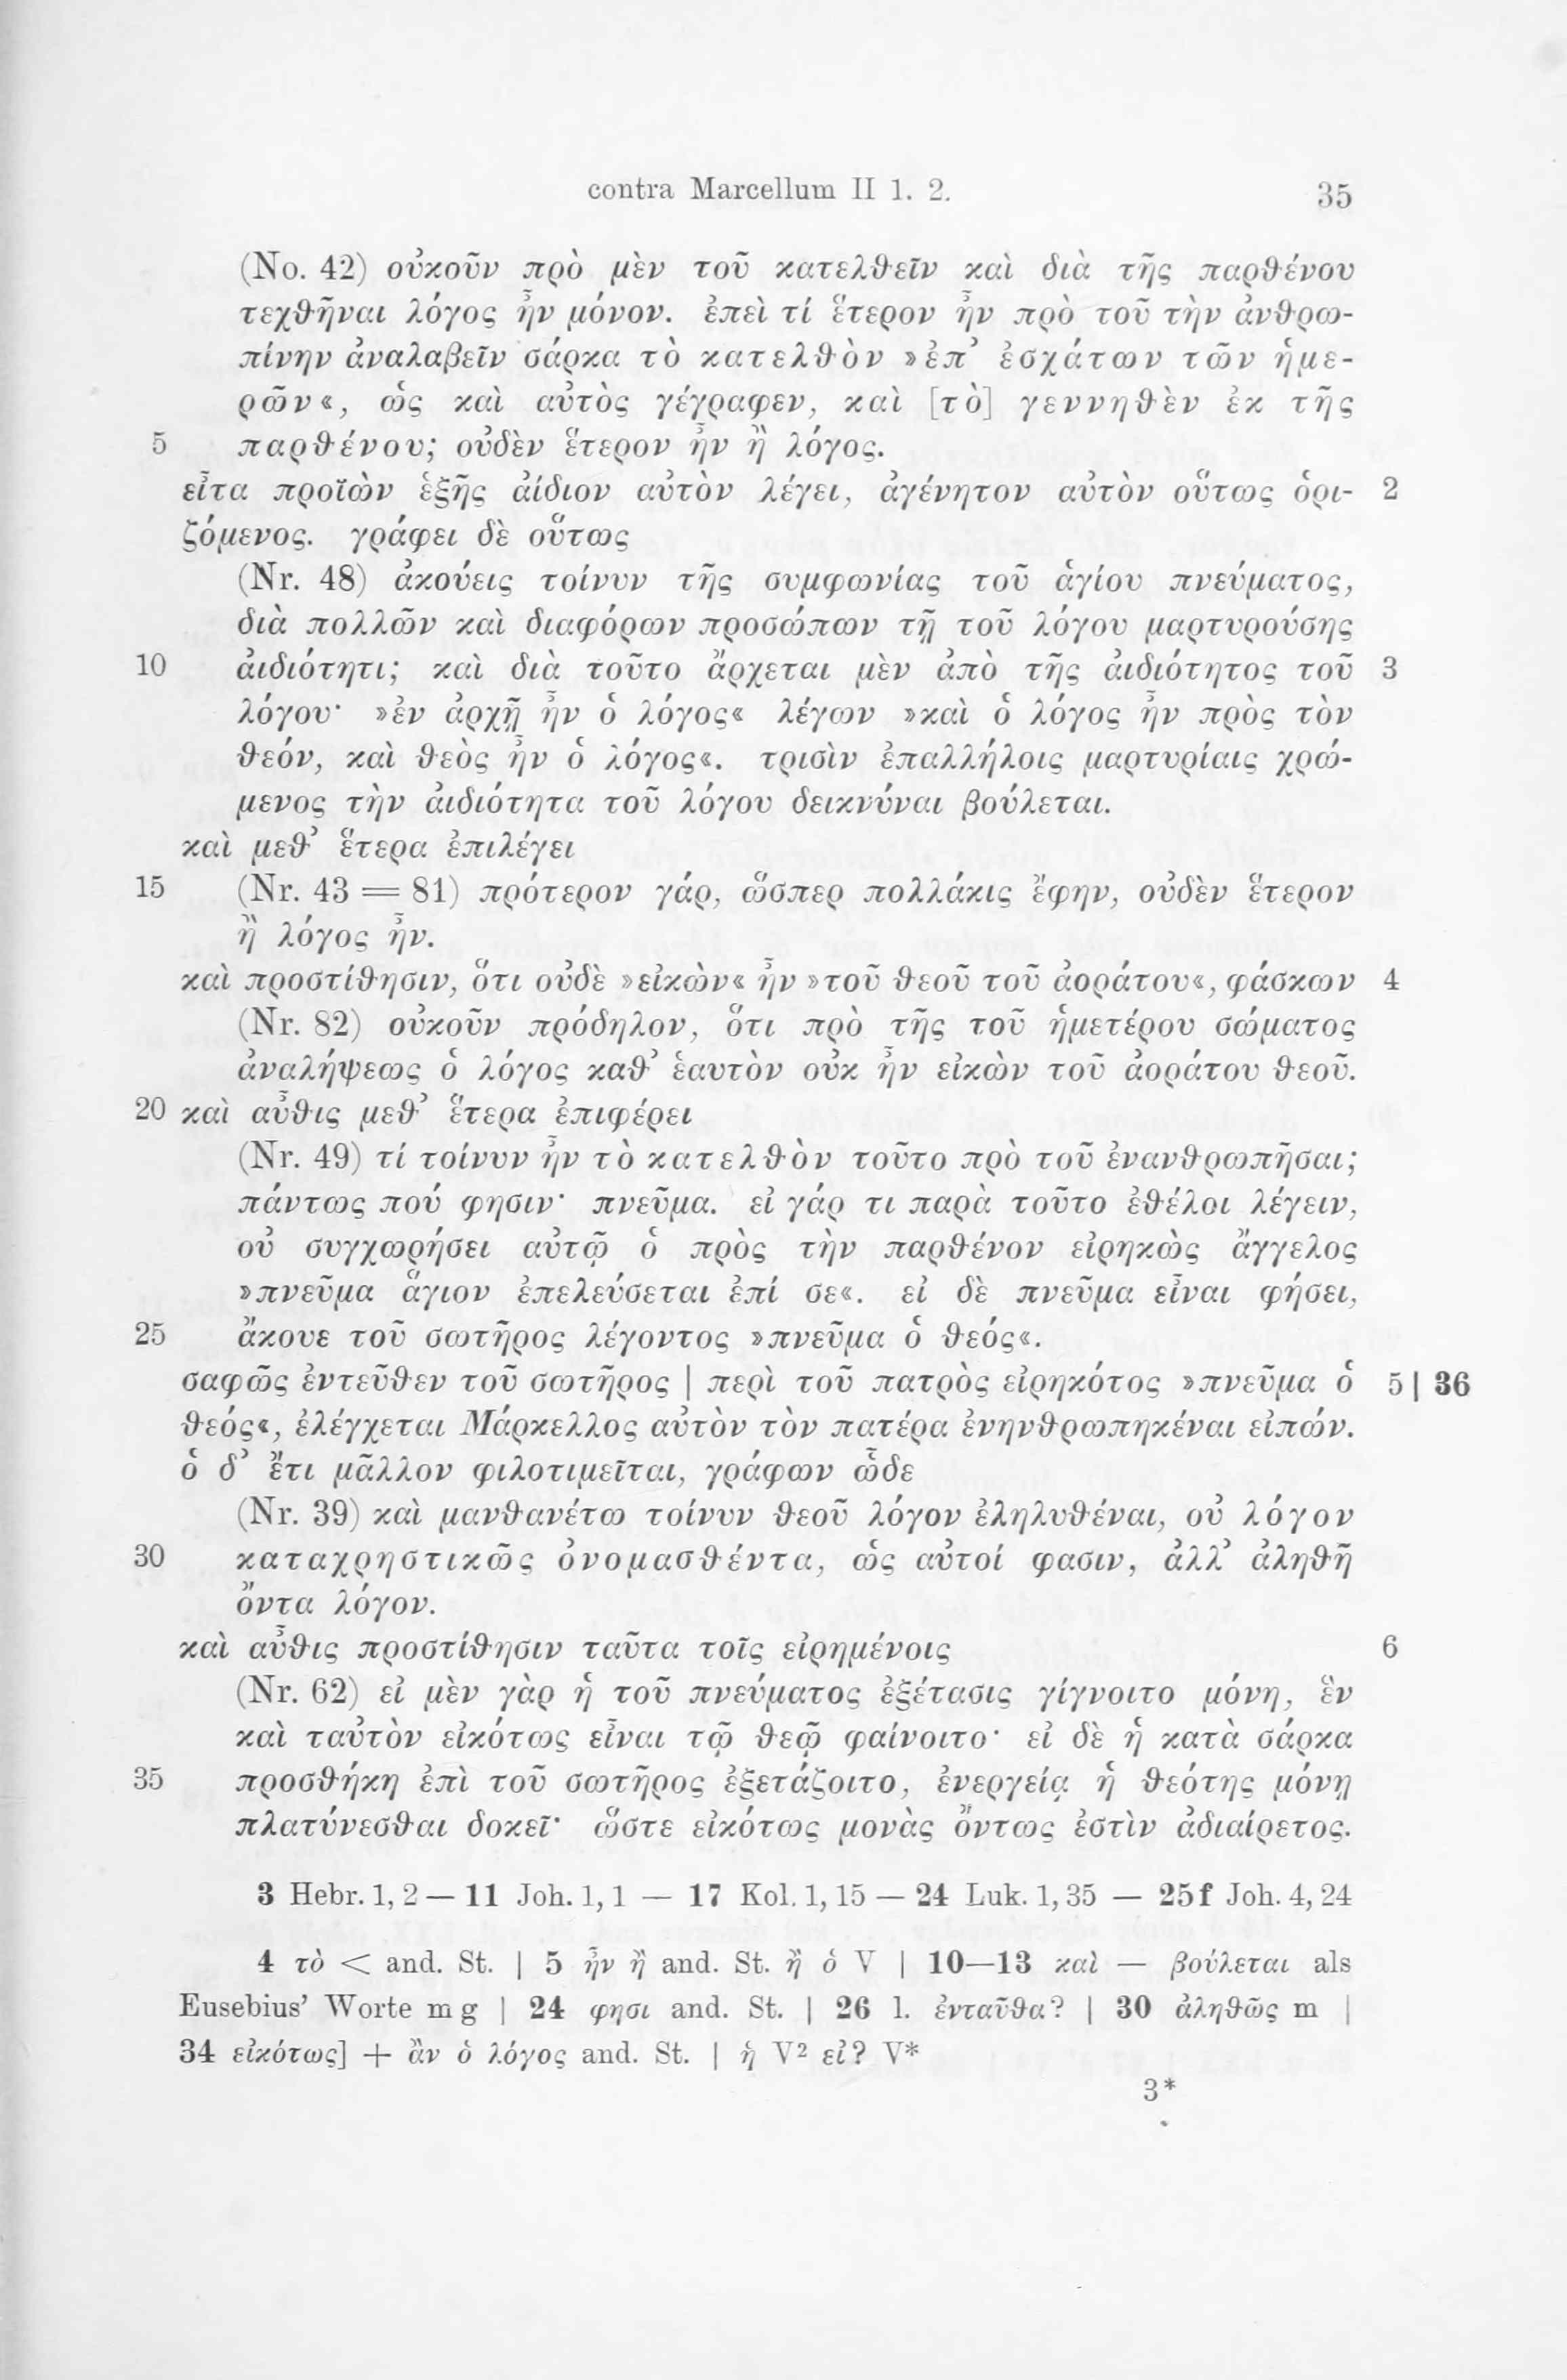 contra Marcellum II 1. 2. 35
(No. 42) οὐκοῦν πρὸ μὲν τοῦ κατελθεῖν καὶ διὰ τῆς παρθένου
τεχθῆναι λόγος ἦν μόνον. ἐπεὶ τί ἕτερον ἦν πρὸ τοῦ τὴν ἀνθρω-
πίνην ἀναλαβεῖν σάρκα τὸ κατελθὸν »ἐπ’ ἐσχάτων τῶν ἡμε-
ρῶν«, ὡς καὶ αὐτὸς γέγραφεν, καὶ [τὸ] γεννηθὲν ἐκ τῆς
5 παρθένου; οὐδὲν ἕτερον ἦν ἢ λόγος.
εἶτα προϊὼν ἑξῆς ἀίδιον αὐτὸν λέγει, ἀγένητον αὐτὸν οὕτως ὁρι- 2
ζόμενος. γράφει δὲ οὕτως
(Nr. 48) ἀκούεις τοίνυν τῆς συμφωνίας τοῦ ἁγίου πνεύματος,
διὰ πολλῶν καὶ διαφόρων προσώπων τῇ τοῦ λόγου μαρτυρούσης
10 ἀιδιότητι; καὶ διὰ τοῦτο ἄρχεται μὲν ἀπὸ τῆς ἀιδιότητος τοῦ 3
λόγου· »ἐν ἀρχῇ ἦν ὁ λόγος« λέγων »καὶ ὁ λόγος ἦν πρὸς τὸν
θεόν, καὶ θεὸς ἦν ὁ λόγος«. τρισὶν ἐπαλλήλοις μαρτυρίαις χρώ-
μενος τὴν ἀιδιότητα τοῦ λόγου δεικνύναι βούλεται.
καὶ μεθ’ ἕτερα ἐπιλέγει
15 (Nr. 43 = 81) πρότερον γάρ, ὥσπερ πολλάκις ἔφην, οὐδὲν ἕτερον
ἢ λόγος ἦν.
καὶ προστίθησιν, ὅτι οὐδὲ »εἰκὼν« ἦν »τοῦ θεοῦ τοῦ ἀοράτου«, φάσκων 4
(Nr. 82) οὐκοῦν πρόδηλον, ὅτι πρὸ τῆς τοῦ ἡμετέρου σώματος
ἀναλήψεως ὁ λόγος καθ’ ἑαυτὸν οὐκ ἦν εἰκὼν τοῦ ἀοράτου θεοῦ.
20 καὶ αὖθις μεθ’ ἕτερα ἐπιφέρει
(Nr. 49) τί τοίνυν ἦν τὸ κατελθὸν τοῦτο πρὸ τοῦ ἐνανθρωπῆσαι;
πάντως πού φησιν· πνεῦμα. εἰ γάρ τι παρὰ τοῦτο ἐθέλοι λέγειν,
οὐ συγχωρήσει αὐτῷ ὁ πρὸς τὴν παρθένον εἰρηκὼς ἄγγελος
»πνεῦμα ἅγιον ἐπελεύσεται ἐπί σε«. εἰ δὲ πνεῦμα εἶναι φήσει,
25 ἄκουε τοῦ σωτῆρος λέγοντος »πνεῦμα ὁ θεός«.
σαφῶς ἐντεῦθεν τοῦ σωτῆρος | περὶ τοῦ πατρὸς εἰρηκότος »πνεῦμα ὁ 5 | 36
θεός«, ἐλέγχεται Μάρκελλος αὐτὸν τὸν πατέρα ἐνηνθρωπηκέναι εἰπών.
ὁ δ’ ἔτι μᾶλλον φιλοτιμεῖται, γράφων ὧδε
(Nr. 39) καὶ μανθανέτω τοίνυν θεοῦ λόγον ἐληλυθέναι, οὐ λόγον
30 καταχρηστικῶς ὀνομασθέντα, ὡς αὐτοί φασιν, ἀλλ’ ἀληθῆ
ὄντα λόγον.
καὶ αὖθις προστίθησιν ταῦτα τοῖς εἰρημένοις 6
(Nr. 62) εἰ μὲν γὰρ ἡ τοῦ πνεύματος ἐξέτασις γίγνοιτο μόνη, ἓν
καὶ ταὐτὸν εἰκότως εἶναι τῷ θεῷ φαίνοιτο· εἰ δὲ ἡ κατὰ σάρκα
35 προσθήκη ἐπὶ τοῦ σωτῆρος ἐξετάζοιτο, ἐνεργείᾳ ἡ θεότης μόνῃ
πλατύνεσθαι δοκεῖ· ὥστε εἰκότως μονὰς ὄντως ἐστὶν ἀδιαίρετος.
3 Hebr. 1, 2 — 11 Joh. 1, 1 — 17 Kol. 1, 15 — 24 Luk. 1, 35 — 25f Joh. 4, 24
4 τὸ < and. St. | 5 ἦν ἢ and. St. ἢ ὁ V | 10—13 καὶ — βούλεται als
Eusebius’ Worte m g | 24 φησι and. St. | 26 l. ἐνταῦθα? | 30 ἀληθῶς m |
34 εἰκότως] + ἂν ὁ λόγος and. St. | ἡ V² εἰ? V*
3*